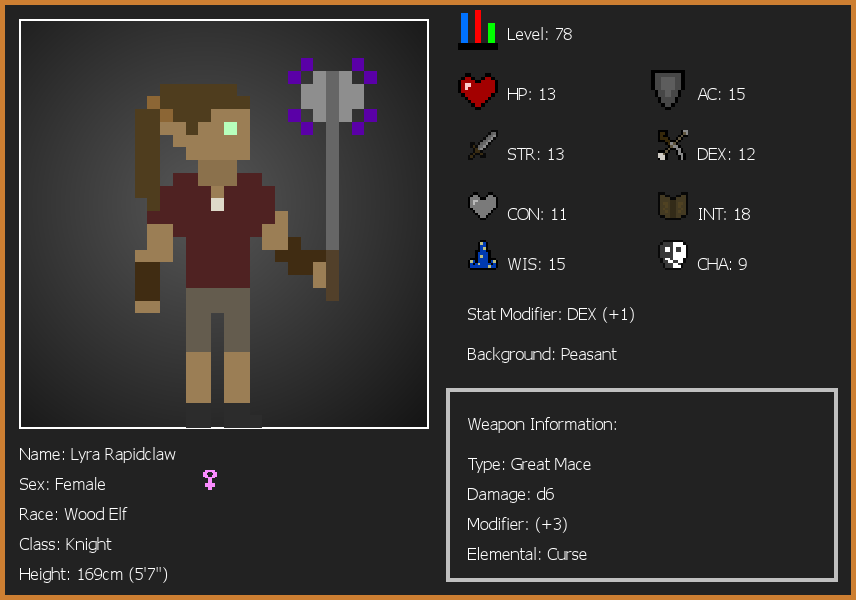 Level: 78
HP: 13
AC: 15
STR: 13
DEX: 12
CON: 11
INT: 18
WIS: 15
CHA: 9
Stat Modifier: DEX (+1)
Background: Peasant
Weapon Information:
Type: Great Mace
Damage: d6
Modifier: (+3)
Elemental: Curse
Name: Lyra Rapidclaw
Sex: Female
Race: Wood Elf
Class: Knight
Height: 169cm (5'7")